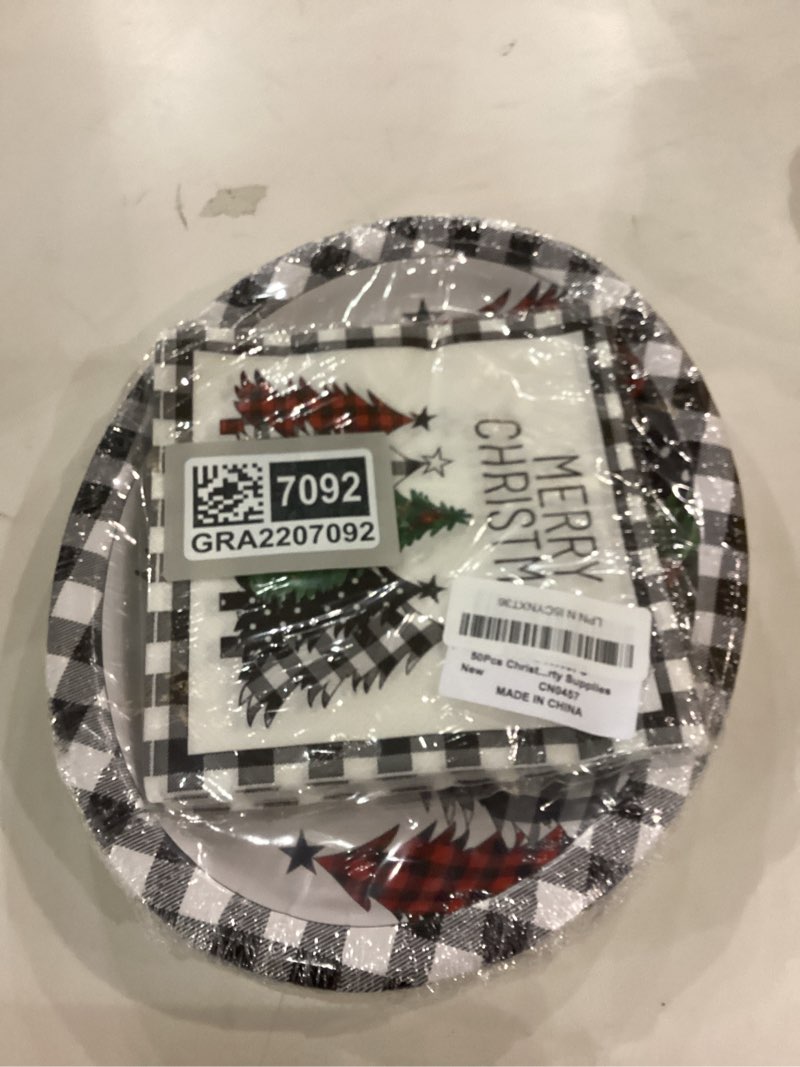 MERRY
CHRISTM
7092
GRA2207092
50Pcs Christ...rty Supplies
New
CN0457
MADE IN CHINA